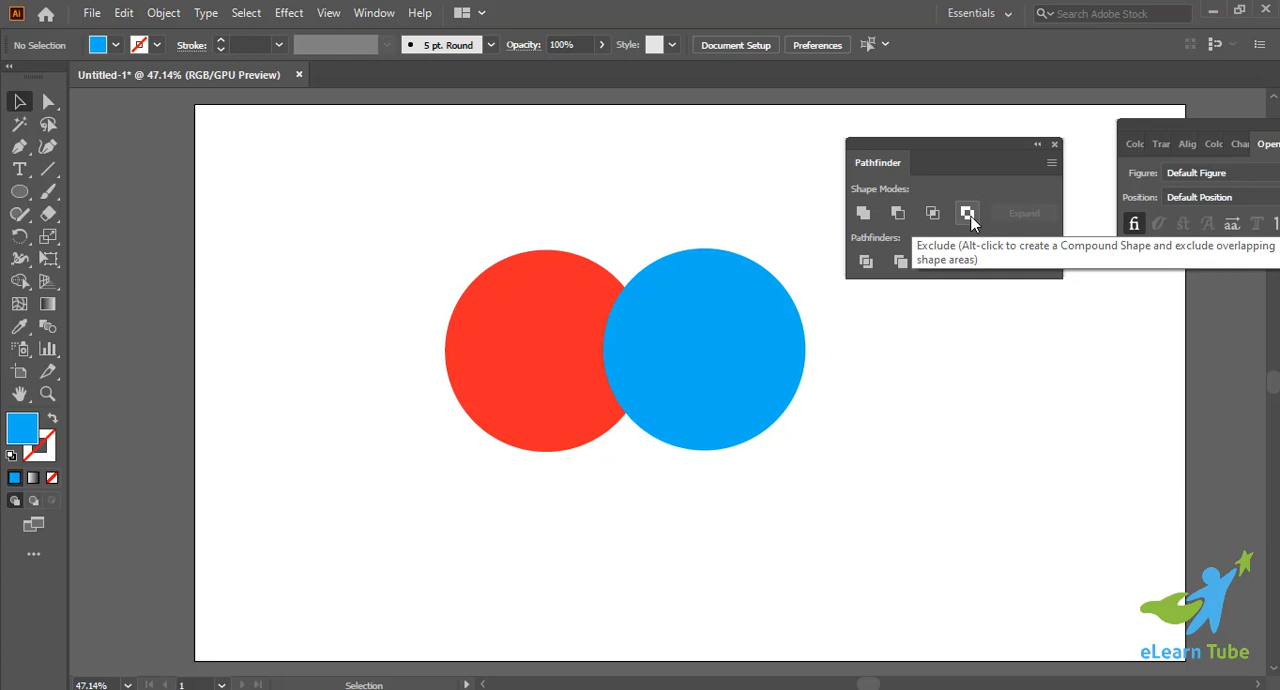 Ai File Edit Object Type Select Effect View Window Help Essentials Search Adobe Stock
No Selection Stroke: 5 pt. Round Opacity: 100% Style: Document Setup Preferences
Untitled-1* @ 47.14% (RGB/GPU Preview)
Colc Tran Alig Colc Chai Open
Pathfinder
Figure: Default Figure
Shape Modes:
Position: Default Position
Expand
Pathfinders:
Exclude (Alt-click to create a Compound Shape and exclude overlapping
shape areas)
eLearn Tube
47.14% 1 Selection